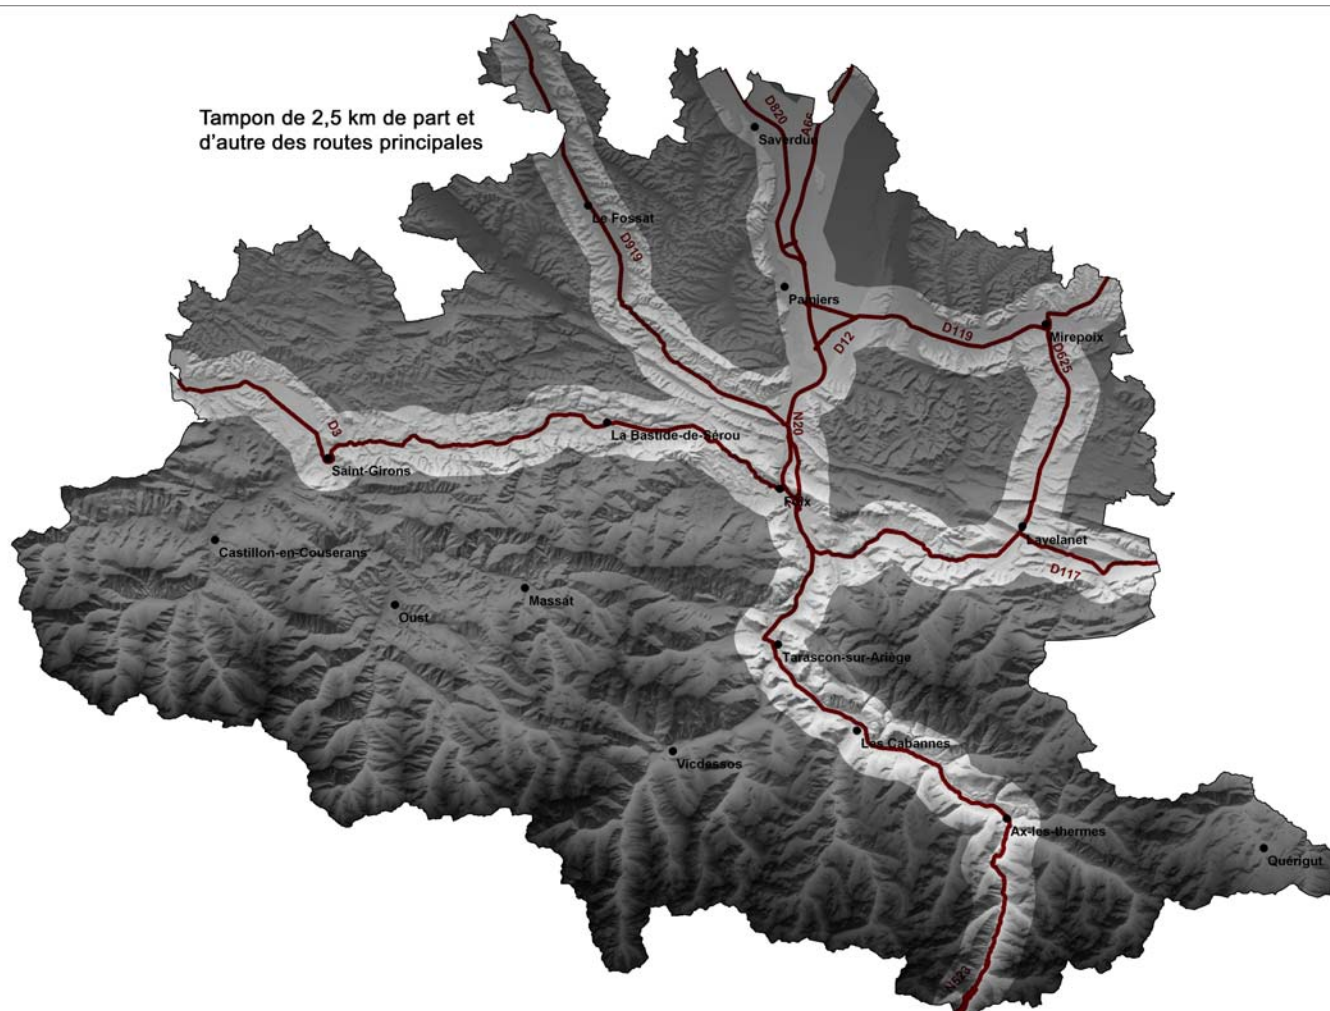 Tampon de 2,5 km de part et
d'autre des routes principales
D820
A66
Saverdun
Le Fossat
D919
Pamiers
D119
Mirepoix
D12
D625
D3
N20
La Bastide-de-Sérou
Saint-Girons
Foix
Lavelanet
Castillon-en-Couserans
D117
Massat
Oust
Tarascon-sur-Ariège
Les Cabannes
Vicdessos
Ax-les-thermes
Quérigut
N523